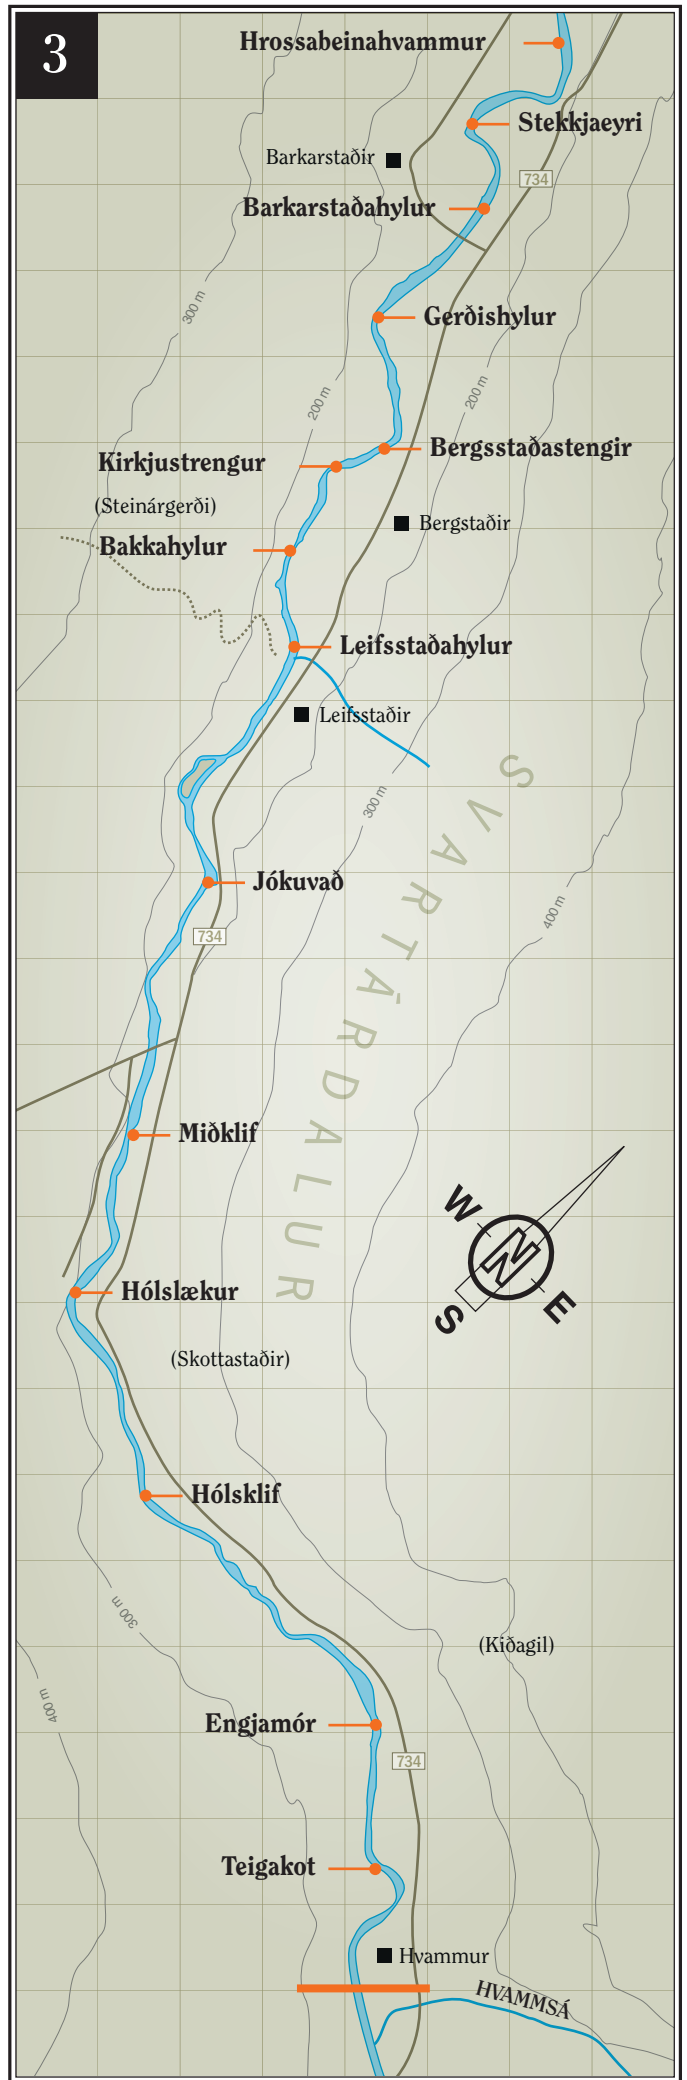 3
Hrossabeinahvammur
Stekkjaeyri
Barkarstaðir
734
Barkarstaðahylur
300 m
Gerðishylur
200 m
200 m
Bergsstaðastengir
Kirkjustrengur
(Steinárgerði)
Bergstaðir
Bakkahylur
Leifsstaðahylur
Leifsstaðir
300 m
SVARTÁRDALUR
Jókuvað
400 m
734
Miðklif
W
N
S
E
Hólslækur
(Skottastaðir)
Hólsklif
300 m
(Kiðagil)
400 m
Engjamór
734
Teigakot
Hvammur
HVAMMSÁ